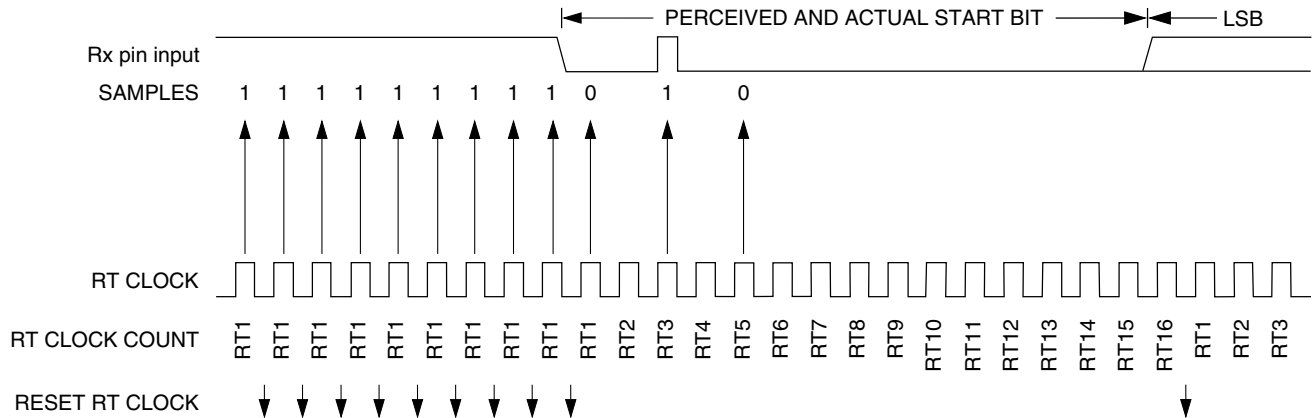 PERCEIVED AND ACTUAL START BIT LSB
Rx pin input
SAMPLES 1 1 1 1 1 1 1 1 1 0 1 0
RT CLOCK
RT CLOCK COUNT RT1 RT1 RT1 RT1 RT1 RT1 RT1 RT1 RT1 RT1 RT2 RT3 RT4 RT5 RT6 RT7 RT8 RT9 RT10 RT11 RT12 RT13 RT14 RT15 RT16 RT1 RT2 RT3
RESET RT CLOCK